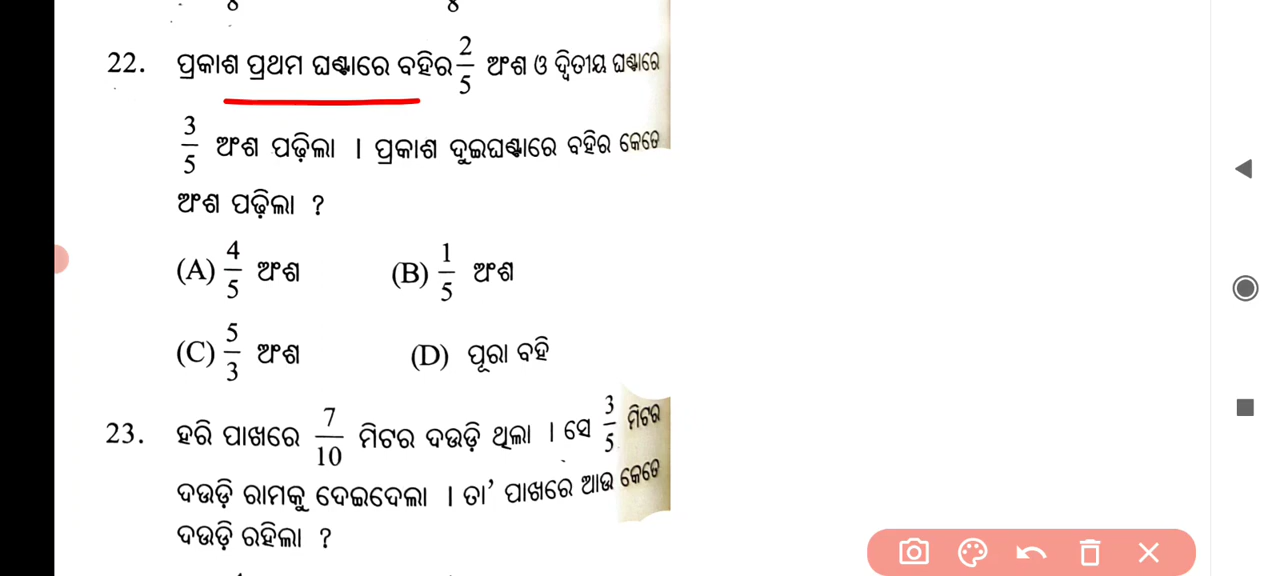 22. ପ୍ରକାଶ ପ୍ରଥମ ଘଣ୍ଟାରେ ବହିର 2/5 ଅଂଶ ଓ ଦ୍ୱିତୀୟ ଘଣ୍ଟାରେ
3/5 ଅଂଶ ପଢ଼ିଲା । ପ୍ରକାଶ ଦୁଇଘଣ୍ଟାରେ ବହିର କେତେ
ଅଂଶ ପଢ଼ିଲା ?
(A) 4/5 ଅଂଶ (B) 1/5 ଅଂଶ
(C) 5/3 ଅଂଶ (D) ପୂରା ବହି
23. ହରି ପାଖରେ 7/10 ମିଟର ଦଉଡ଼ି ଥିଲା । ସେ 3/5 ମିଟର
ଦଉଡ଼ି ରାମକୁ ଦେଇଦେଲା । ତା’ ପାଖରେ ଆଉ କେତେ
ଦଉଡ଼ି ରହିଲା ?